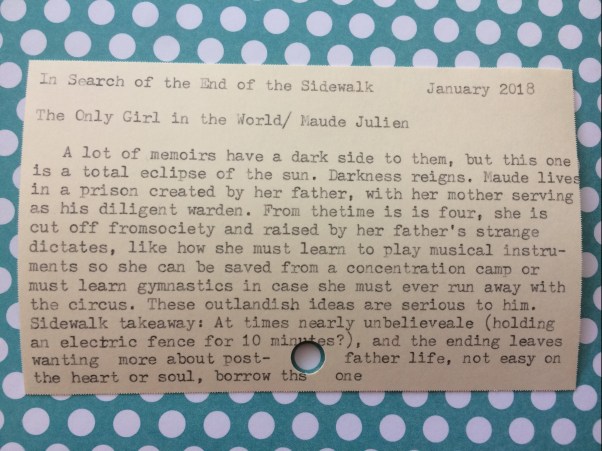 In Search of the End of the Sidewalk January 2018
The Only Girl in the World/ Maude Julien
A lot of memoirs have a dark side to them, but this one
is a total eclipse of the sun. Darkness reigns. Maude lives
in a prison created by her father, with her mother serving
as his diligent warden. From thetime is is four, she is
cut off fromsociety and raised by her father's strange
dictates, like how she must learn to play musical instru-
ments so she can be saved from a concentration camp or
must learn gymnastics in case she must ever run away with
the circus. These outlandish ideas are serious to him.
Sidewalk takeaway: At times nearly unbelieveale (holding
an electric fence for 10 minutes?), and the ending leaves
wanting more about post- father life, not easy on
the heart or soul, borrow ths one